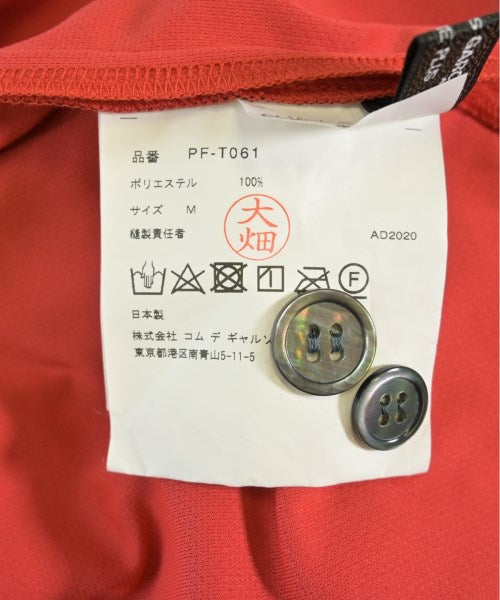 S GAR
E PLUS
品番 PF-T061
ポリエステル 100%
サイズ M
縫製責任者
大
畑
AD2020
F
日本製
株式会社 コム デ ギャルソ
東京都港区南青山5-11-5